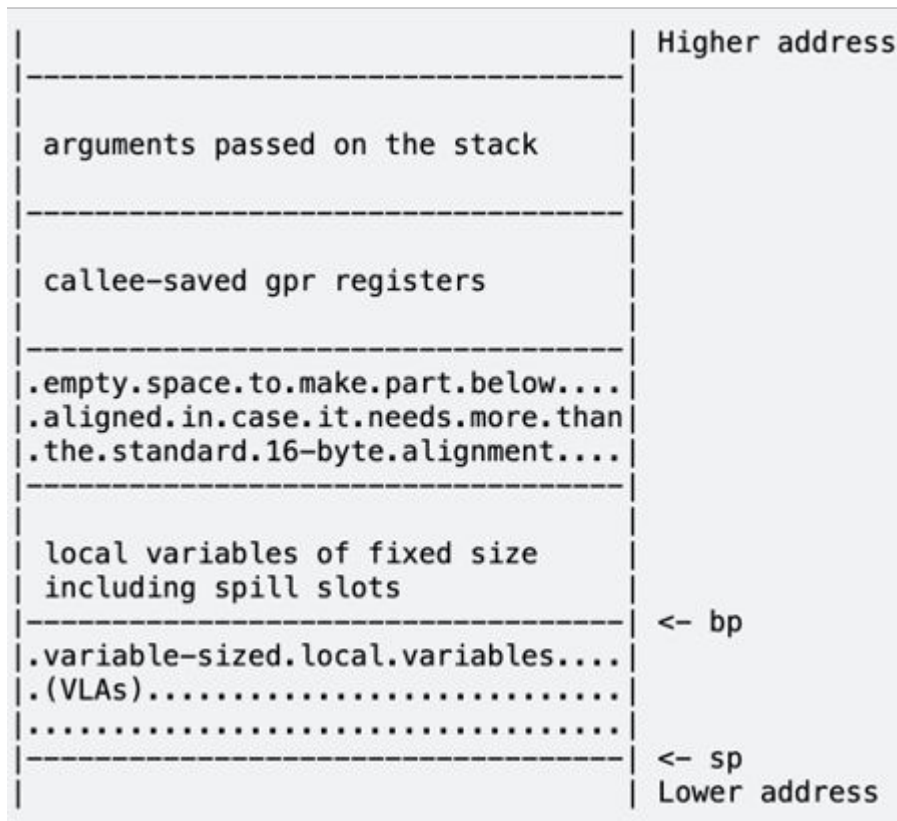 |                                   | Higher address
|-----------------------------------|
|                                   |
| arguments passed on the stack     |
|                                   |
|-----------------------------------|
|                                   |
| callee-saved gpr registers        |
|                                   |
|-----------------------------------|
|.empty.space.to.make.part.below....|
|.aligned.in.case.it.needs.more.than|
|.the.standard.16-byte.alignment....|
|-----------------------------------|
|                                   |
| local variables of fixed size     |
| including spill slots             |
|-----------------------------------| <- bp
|.variable-sized.local.variables....|
|.(VLAs)............................|
|...................................|
|-----------------------------------| <- sp
|                                   | Lower address